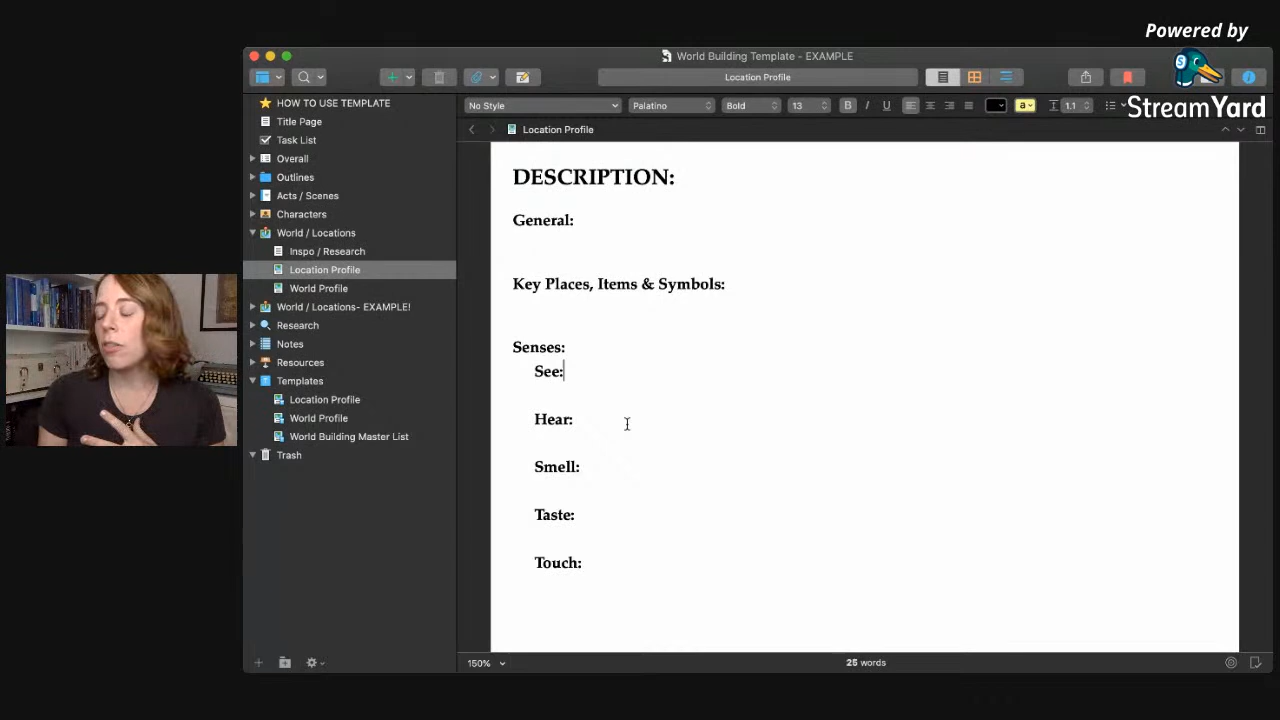 Powered by
StreamYard
World Building Template - EXAMPLE
Location Profile
No Style
Palatino
Bold
13
B
I
U
a
1.1
Location Profile
HOW TO USE TEMPLATE
Title Page
Task List
Overall
Outlines
Acts / Scenes
Characters
World / Locations
Inspo / Research
Location Profile
World Profile
World / Locations- EXAMPLE!
Research
Notes
Resources
Templates
Location Profile
World Profile
World Building Master List
Trash
DESCRIPTION:
General:
Key Places, Items & Symbols:
Senses:
See:
Hear:
Smell:
Taste:
Touch:
150%
25 words